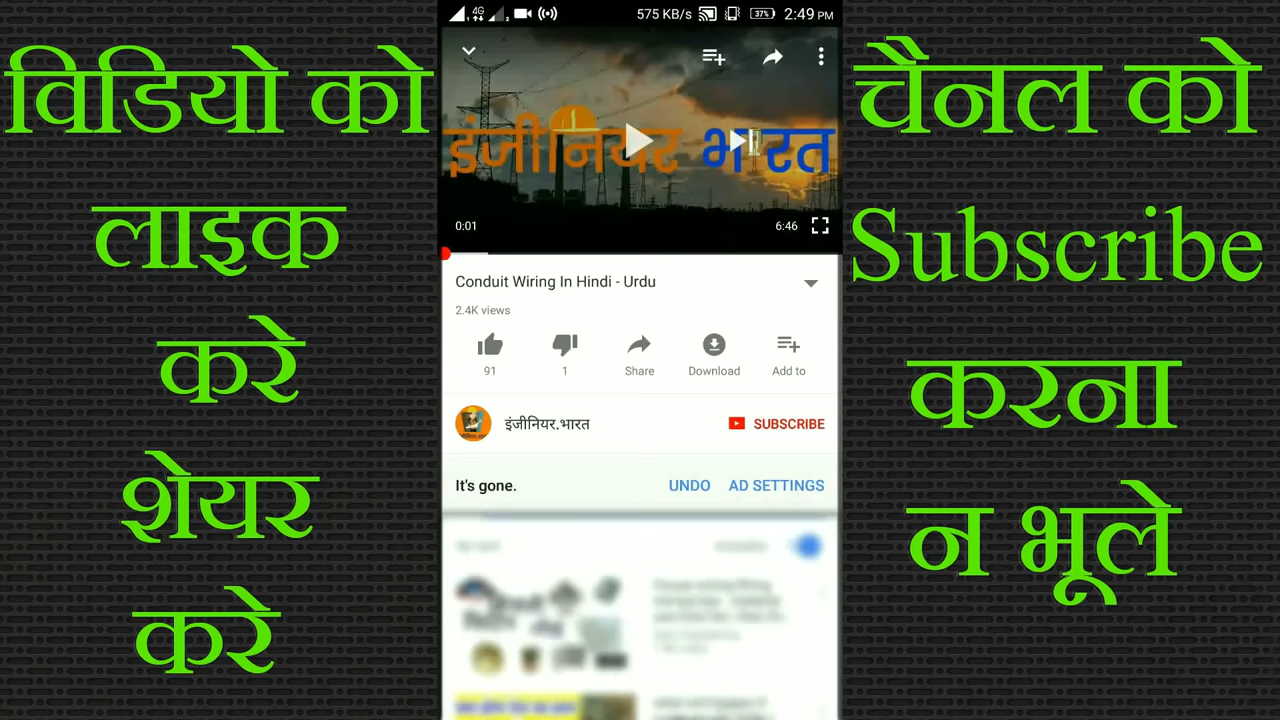 विडियो को
लाइक
करे
शेयर
करे
4G
575 KB/s
37%
2:49 PM
इंजीनियर भारत
0:01
6:46
Conduit Wiring In Hindi - Urdu
2.4K views
91
1
Share
Download
Add to
इंजीनियर.भारत
SUBSCRIBE
It's gone.
UNDO
AD SETTINGS
चैनल को
Subscribe
करना
न भूले